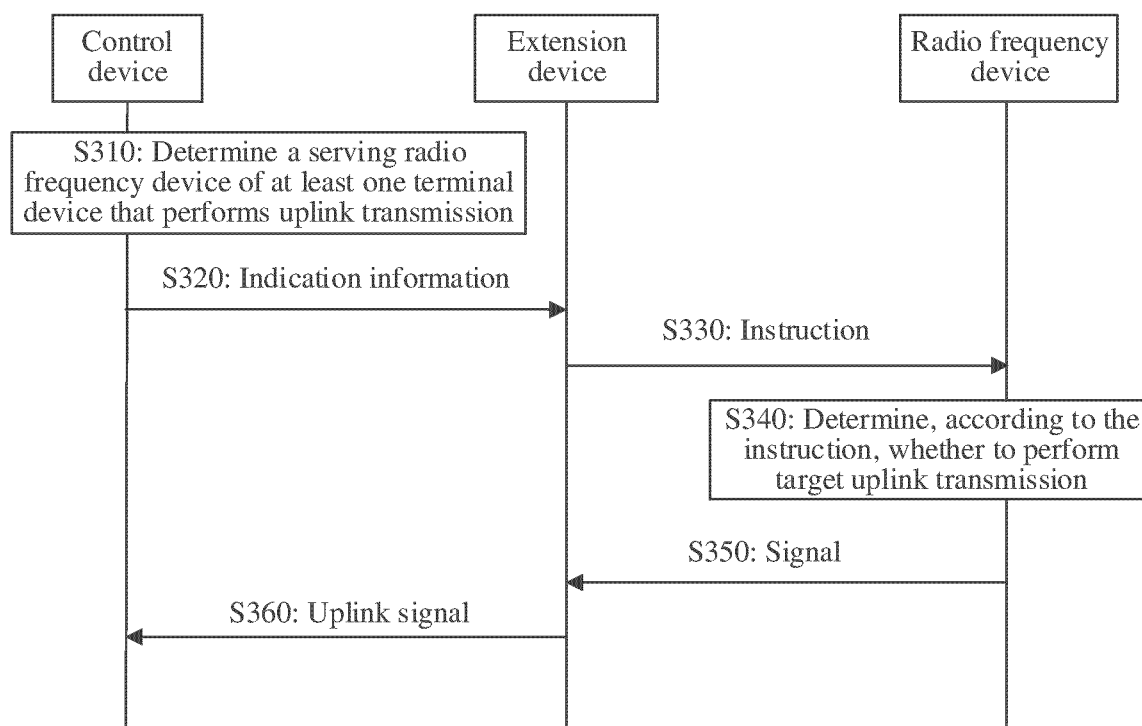 Control
device
Extension
device
Radio frequency
device
S310: Determine a serving radio
frequency device of at least one terminal
device that performs uplink transmission
S320: Indication information
S330: Instruction
S340: Determine, according to the
instruction, whether to perform
target uplink transmission
S350: Signal
S360: Uplink signal